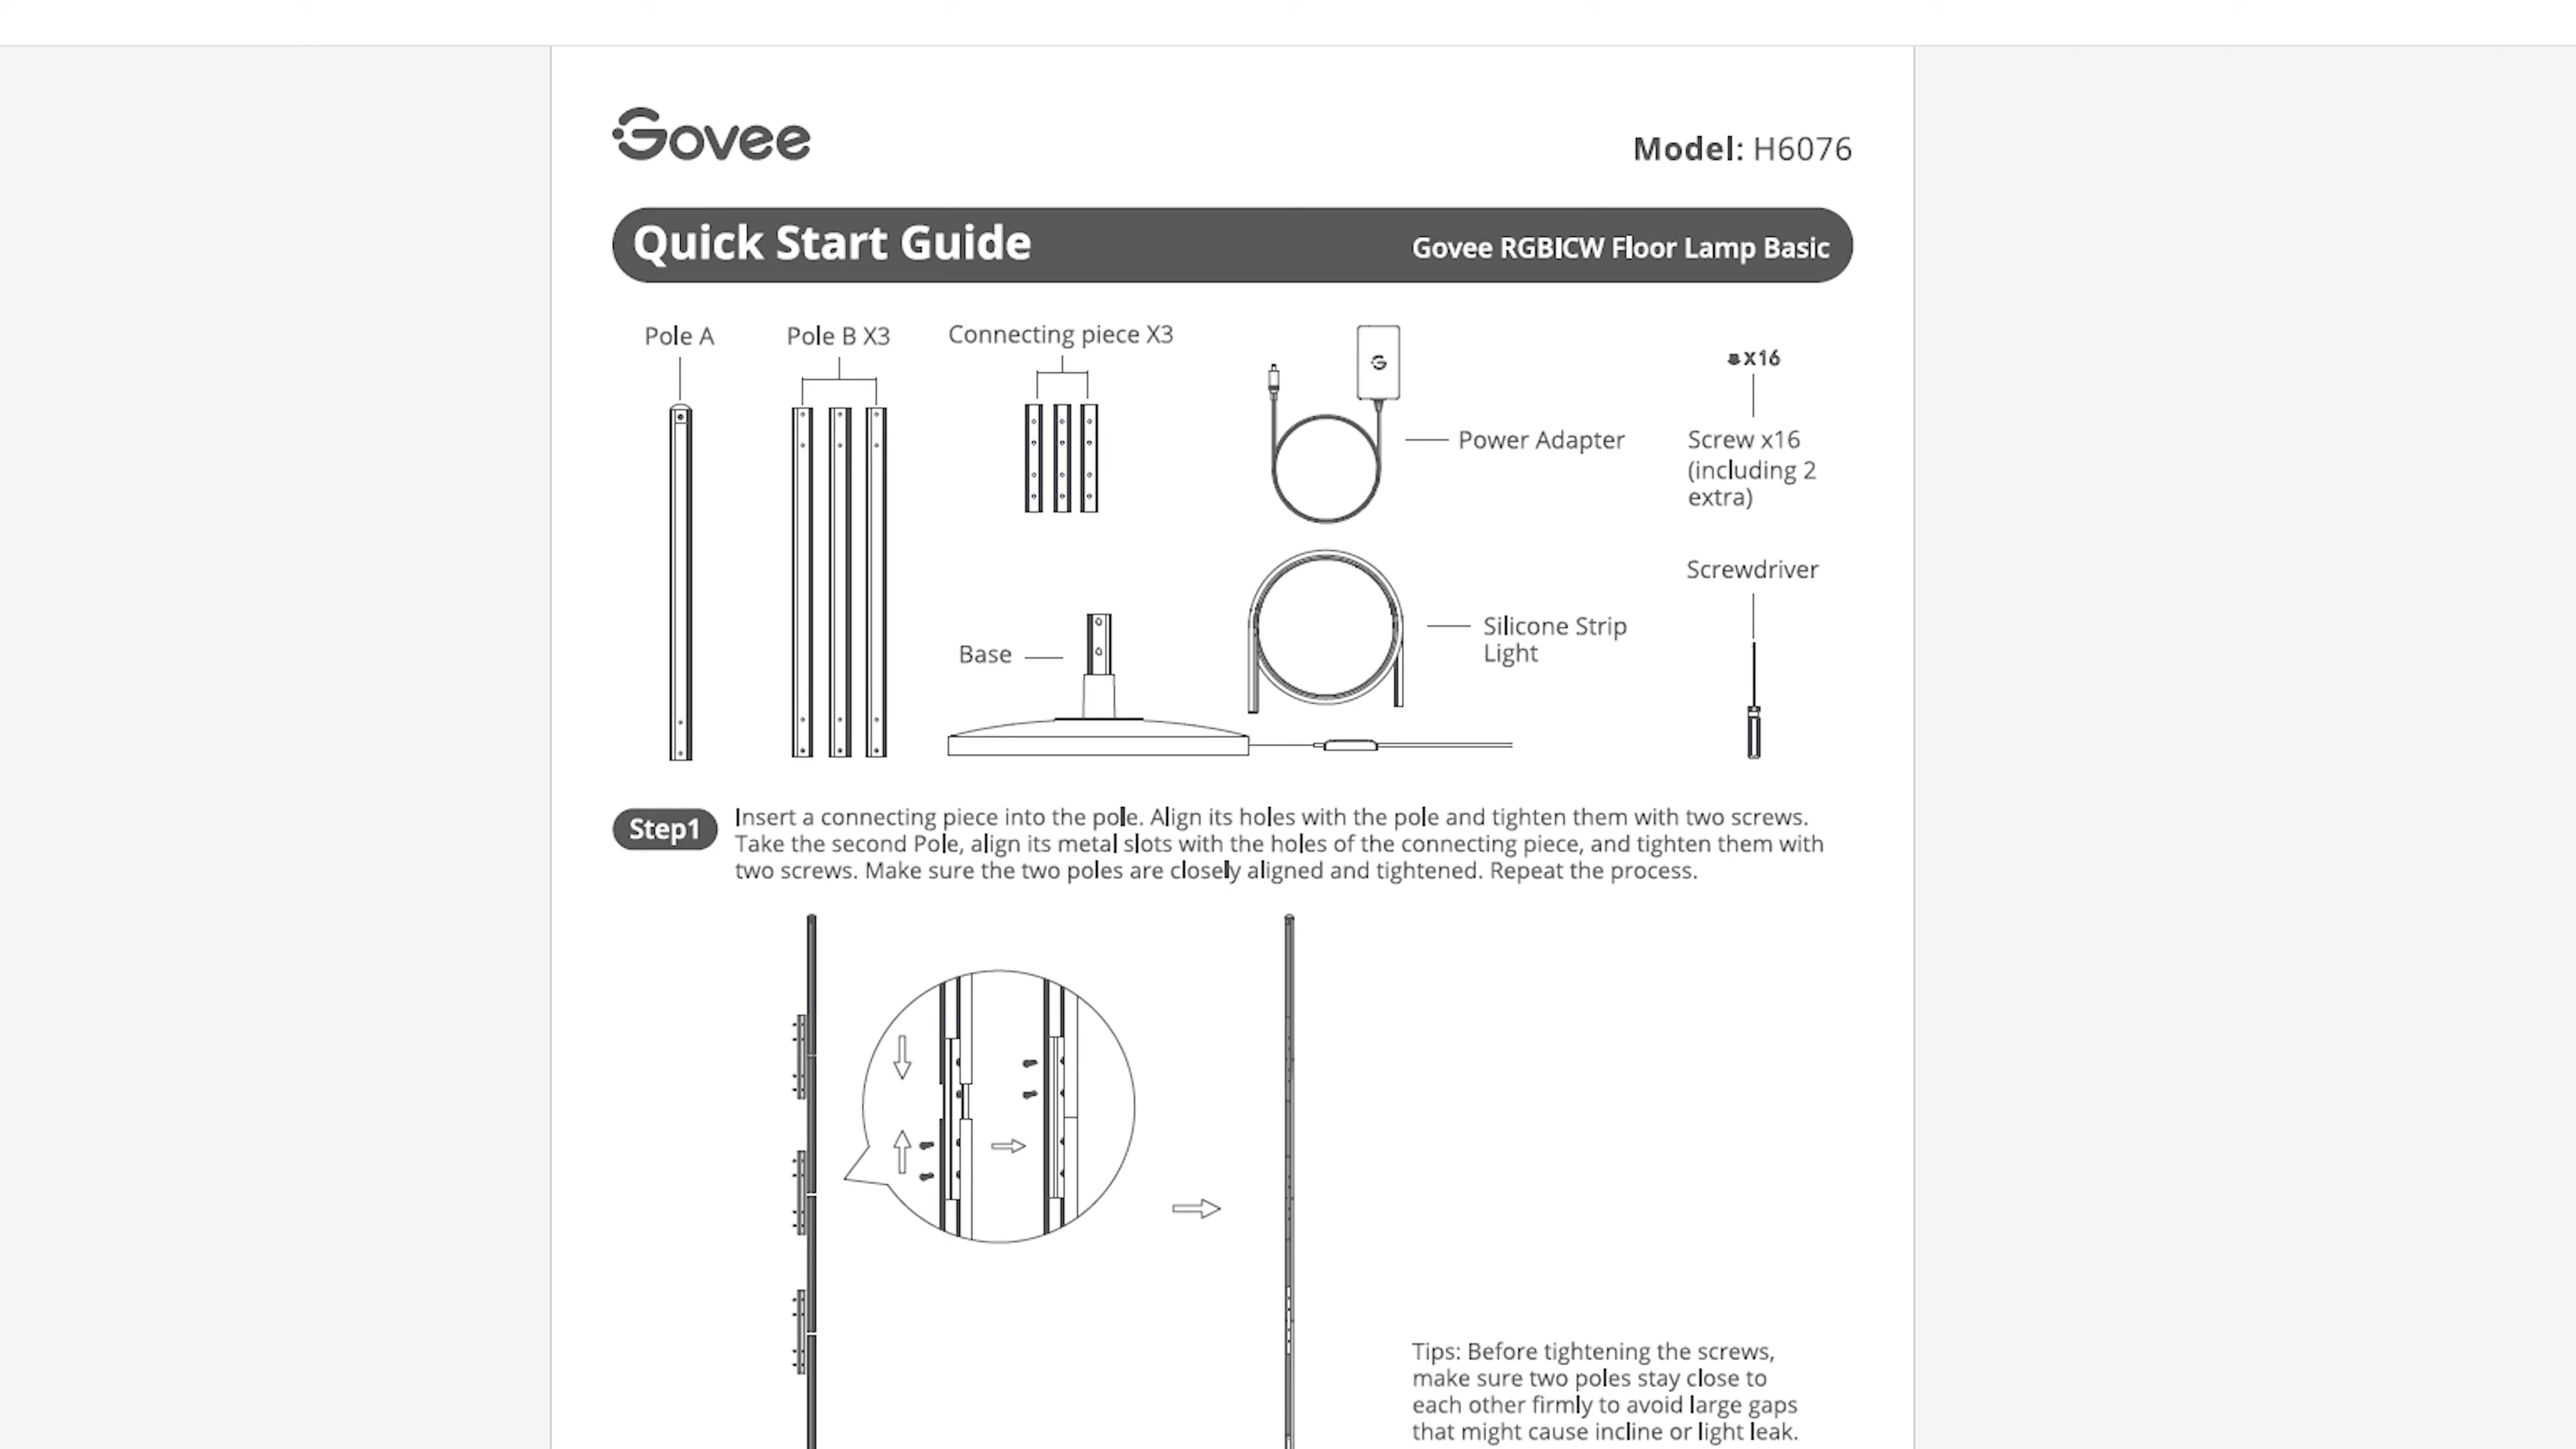 Govee
Model: H6076
Quick Start Guide
Govee RGBICW Floor Lamp Basic
Pole A
Pole B X3
Connecting piece X3
Power Adapter
X16
Screw x16
(including 2
extra)
Screwdriver
Base
Silicone Strip
Light
Step1
Insert a connecting piece into the pole. Align its holes with the pole and tighten them with two screws.
Take the second Pole, align its metal slots with the holes of the connecting piece, and tighten them with
two screws. Make sure the two poles are closely aligned and tightened. Repeat the process.
Tips: Before tightening the screws,
make sure two poles stay close to
each other firmly to avoid large gaps
that might cause incline or light leak.